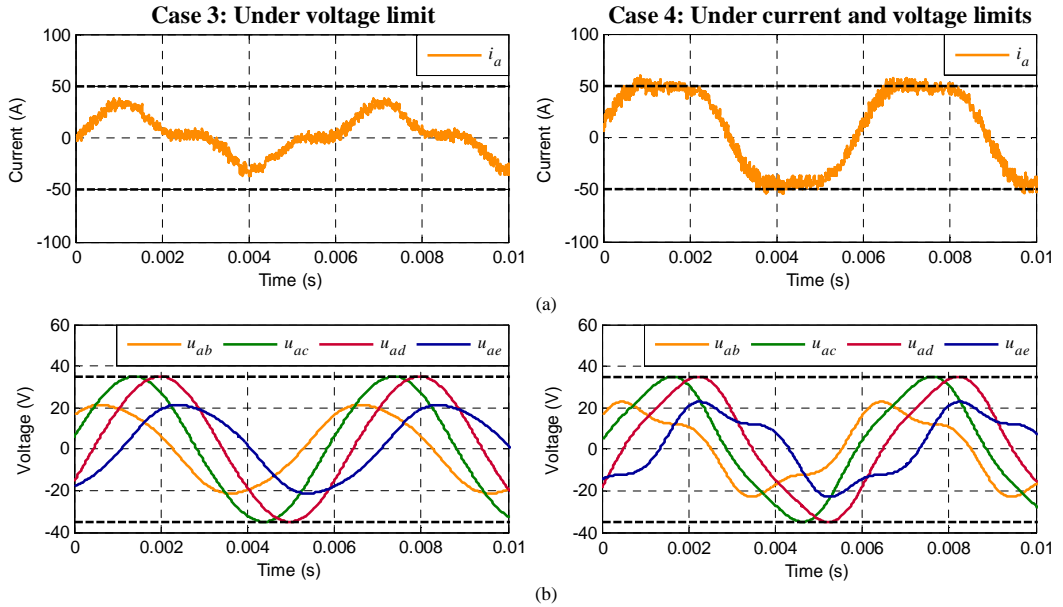 Case 3: Under voltage limit
Case 4: Under current and voltage limits
100
50
0
-50
-100
Current (A)
i_a
0
0.002
0.004
0.006
0.008
0.01
Time (s)
100
50
0
-50
-100
Current (A)
i_a
0
0.002
0.004
0.006
0.008
0.01
Time (s)
(a)
60
40
20
0
-20
-40
Voltage (V)
u_ab u_ac u_ad u_ae
0
0.002
0.004
0.006
0.008
0.01
Time (s)
60
40
20
0
-20
-40
Voltage (V)
u_ab u_ac u_ad u_ae
0
0.002
0.004
0.006
0.008
0.01
Time (s)
(b)